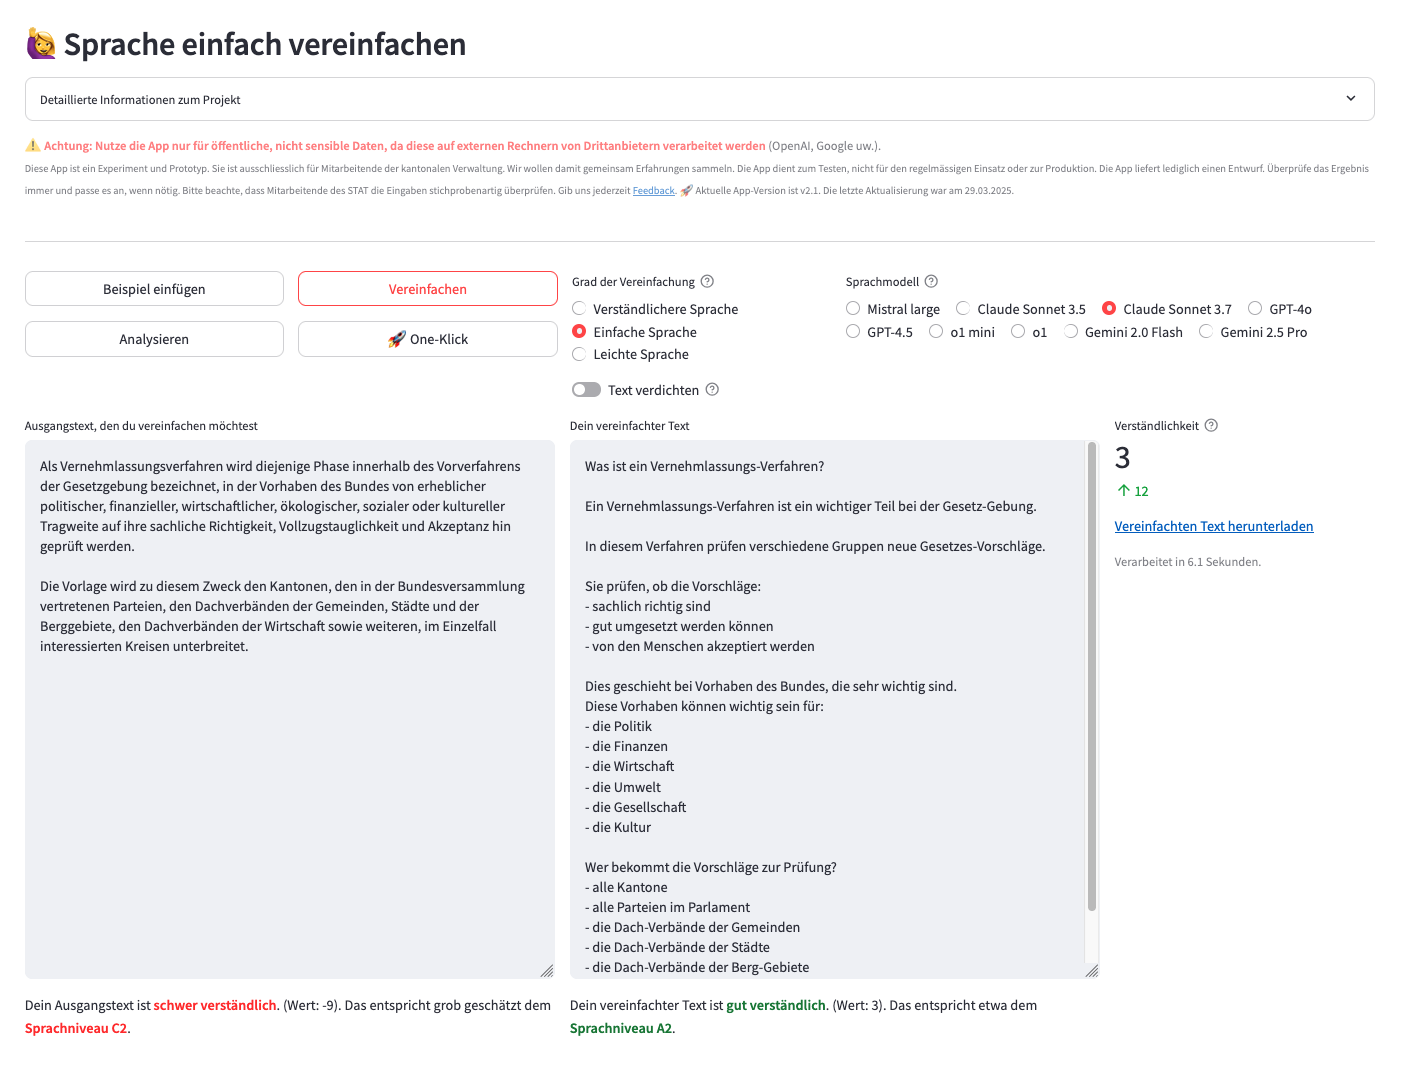 🙋‍♀️ Sprache einfach vereinfachen
Detaillierte Informationen zum Projekt
⚠️ Achtung: Nutze die App nur für öffentliche, nicht sensible Daten, da diese auf externen Rechnern von Drittanbietern verarbeitet werden (OpenAI, Google uw.).
Diese App ist ein Experiment und Prototyp. Sie ist ausschliesslich für Mitarbeitende der kantonalen Verwaltung. Wir wollen damit gemeinsam Erfahrungen sammeln. Die App dient zum Testen, nicht für den regelmässigen Einsatz oder zur Produktion. Die App liefert lediglich einen Entwurf. Überprüfe das Ergebnis
immer und passe es an, wenn nötig. Bitte beachte, dass Mitarbeitende des STAT die Eingaben stichprobenartig überprüfen. Gib uns jederzeit Feedback. 🚀 Aktuelle App-Version ist v2.1. Die letzte Aktualisierung war am 29.03.2025.
Beispiel einfügen
Vereinfachen
Analysieren
🚀 One-Klick
Grad der Vereinfachung
Verständlichere Sprache
Einfache Sprache
Leichte Sprache
Text verdichten
Sprachmodell
Mistral large Claude Sonnet 3.5 Claude Sonnet 3.7 GPT-4o
GPT-4.5 o1 mini o1 Gemini 2.0 Flash Gemini 2.5 Pro
Ausgangstext, den du vereinfachen möchtest
Als Vernehmlassungsverfahren wird diejenige Phase innerhalb des Vorverfahrens
der Gesetzgebung bezeichnet, in der Vorhaben des Bundes von erheblicher
politischer, finanzieller, wirtschaftlicher, ökologischer, sozialer oder kultureller
Tragweite auf ihre sachliche Richtigkeit, Vollzugstauglichkeit und Akzeptanz hin
geprüft werden.
Die Vorlage wird zu diesem Zweck den Kantonen, den in der Bundesversammlung
vertretenen Parteien, den Dachverbänden der Gemeinden, Städte und der
Berggebiete, den Dachverbänden der Wirtschaft sowie weiteren, im Einzelfall
interessierten Kreisen unterbreitet.
Dein Ausgangstext ist schwer verständlich. (Wert: -9). Das entspricht grob geschätzt dem
Sprachniveau C2.
Dein vereinfachter Text
Was ist ein Vernehmlassungs-Verfahren?
Ein Vernehmlassungs-Verfahren ist ein wichtiger Teil bei der Gesetz-Gebung.
In diesem Verfahren prüfen verschiedene Gruppen neue Gesetzes-Vorschläge.
Sie prüfen, ob die Vorschläge:
- sachlich richtig sind
- gut umgesetzt werden können
- von den Menschen akzeptiert werden
Dies geschieht bei Vorhaben des Bundes, die sehr wichtig sind.
Diese Vorhaben können wichtig sein für:
- die Politik
- die Finanzen
- die Wirtschaft
- die Umwelt
- die Gesellschaft
- die Kultur
Wer bekommt die Vorschläge zur Prüfung?
- alle Kantone
- alle Parteien im Parlament
- die Dach-Verbände der Gemeinden
- die Dach-Verbände der Städte
- die Dach-Verbände der Berg-Gebiete
Dein vereinfachter Text ist gut verständlich. (Wert: 3). Das entspricht etwa dem
Sprachniveau A2.
Verständlichkeit
3
↑ 12
Vereinfachten Text herunterladen
Verarbeitet in 6.1 Sekunden.